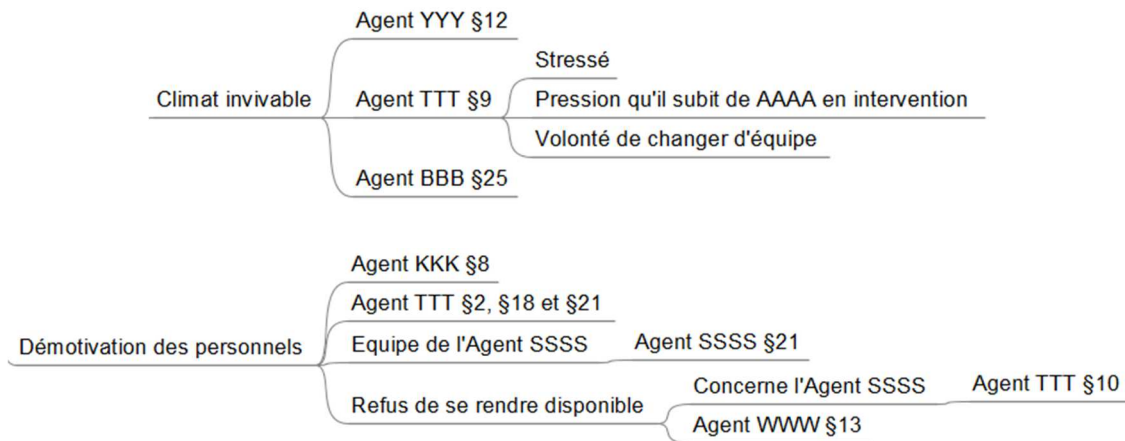 Climat invivable
Agent YYY §12
Agent TTT §9
Stressé
Pression qu'il subit de AAAA en intervention
Volonté de changer d'équipe
Agent BBB §25
Démotivation des personnels
Agent KKK §8
Agent TTT §2, §18 et §21
Equipe de l'Agent SSSS
Agent SSSS §21
Refus de se rendre disponible
Concerne l'Agent SSSS
Agent TTT §10
Agent WWW §13